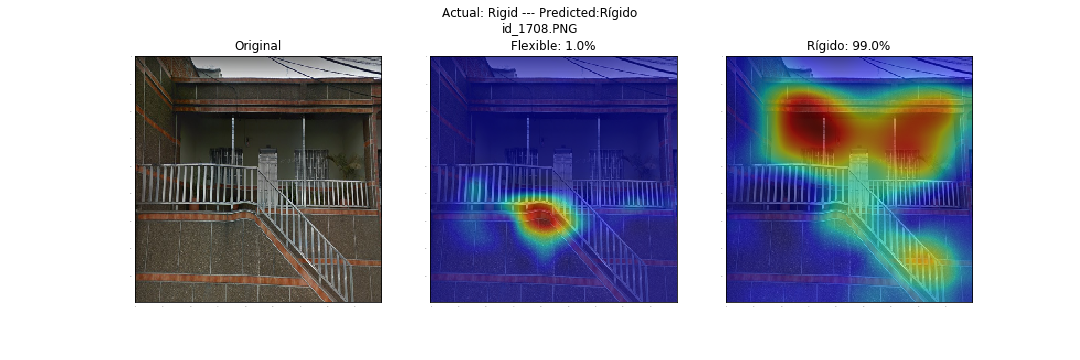 Actual: Rigid --- Predicted:Rígido
id_1708.PNG
Original
Flexible: 1.0%
Rígido: 99.0%